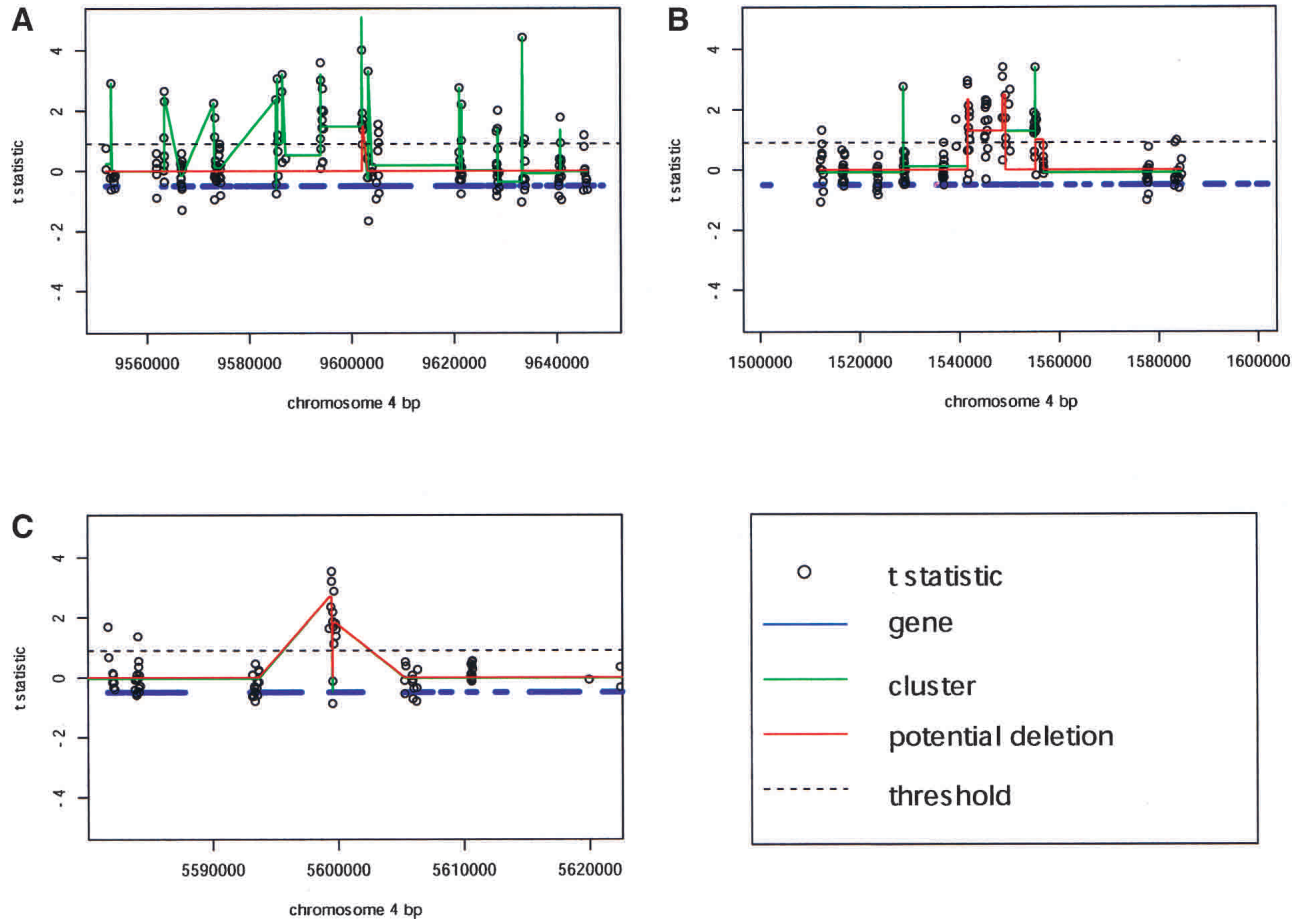 A
t statistic
4
2
0
- 2
- 4
9560000 9580000 9600000 9620000 9640000
chromosome 4 bp
B
t statistic
4
2
0
- 2
- 4
1500000 1520000 1540000 1560000 1580000 1600000
chromosome 4 bp
C
t statistic
4
2
0
- 2
- 4
5590000 5600000 5610000 5620000
chromosome 4 bp
t statistic
gene
cluster
potential deletion
threshold